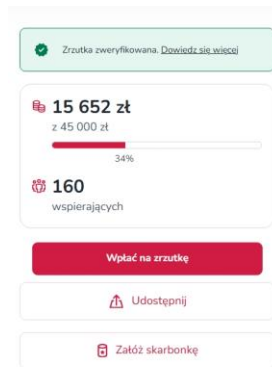 Zrzutka zweryfikowana. Dowiedz się więcej
15 652 zł
z 45 000 zł
34%
160
wspierających
Wpłać na zrzutkę
Udostępnij
Załóż skarbonkę